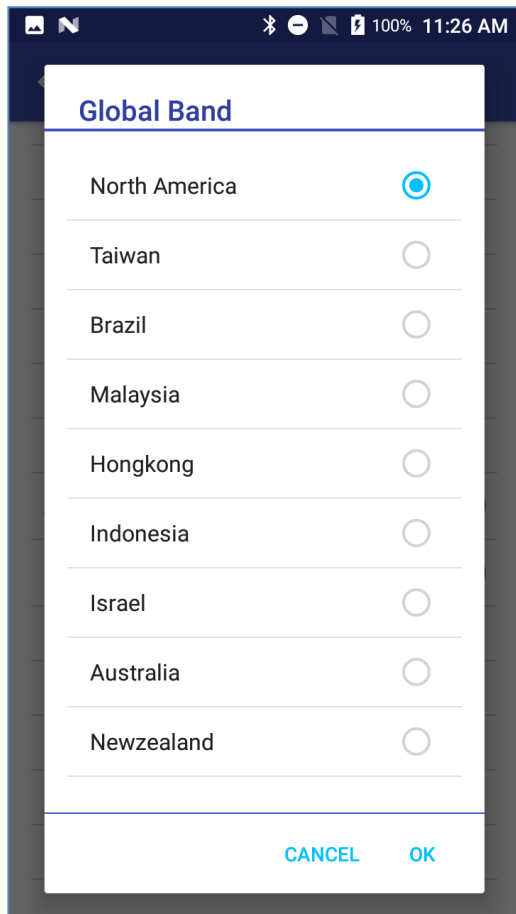 100% 11:26 AM
Global Band
North America
Taiwan
Brazil
Malaysia
Hongkong
Indonesia
Israel
Australia
Newzealand
CANCEL OK